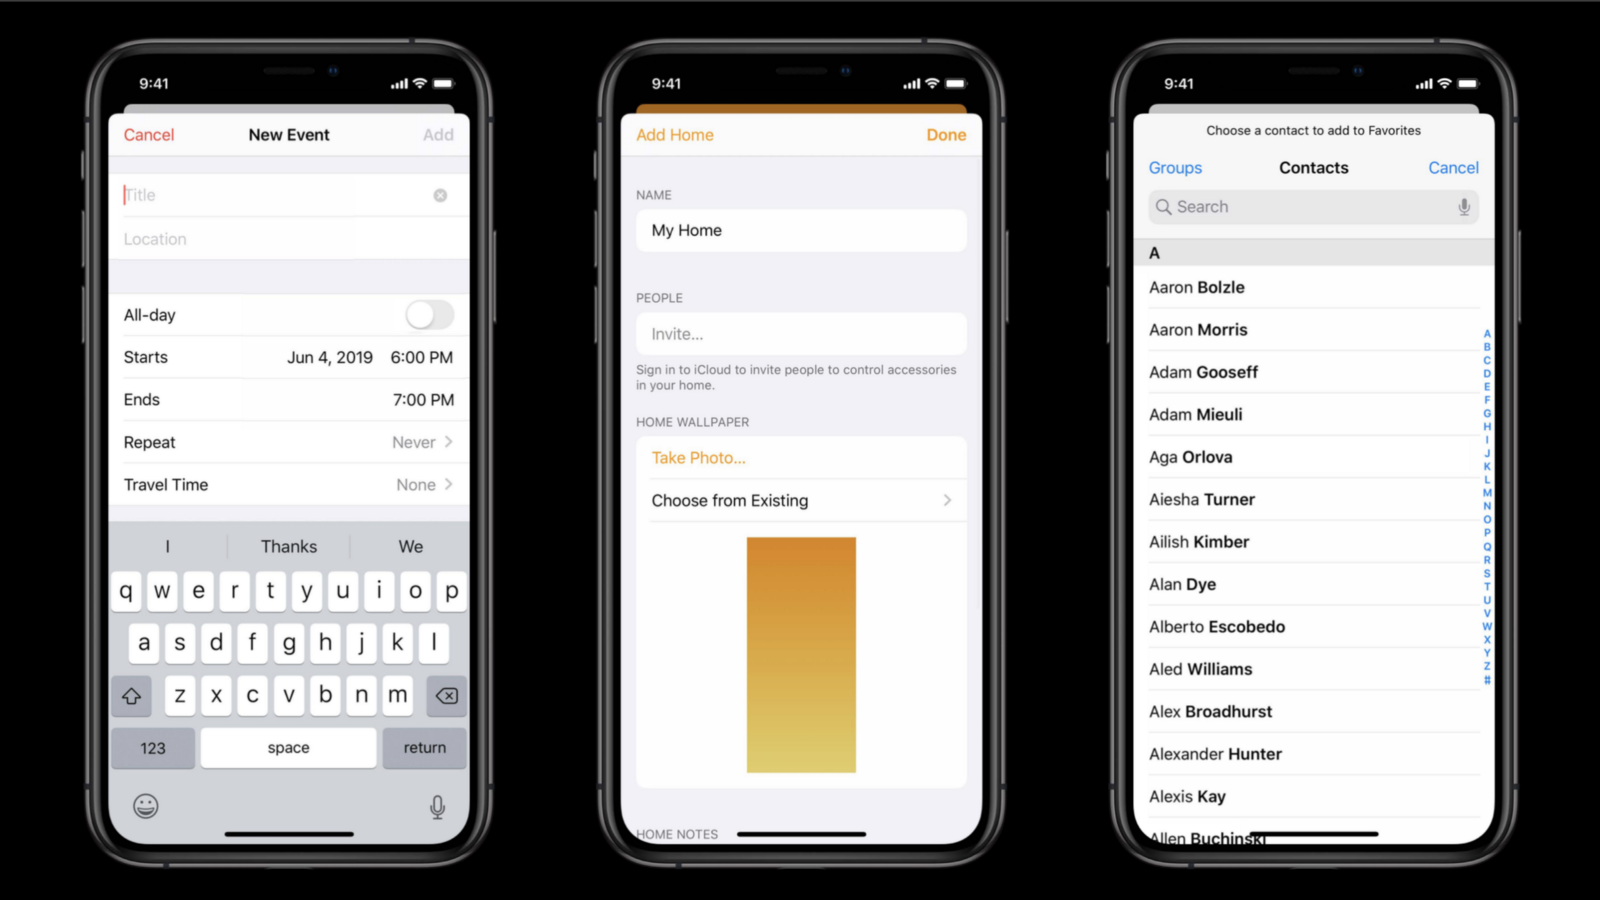 9:41
Cancel New Event Add
Title
Location
All-day
Starts Jun 4, 2019 6:00 PM
Ends 7:00 PM
Repeat Never
Travel Time None
I Thanks We
q w e r t y u i o p
a s d f g h j k l
z x c v b n m
123 space return
9:41
Add Home Done
NAME
My Home
PEOPLE
Invite...
Sign in to iCloud to invite people to control accessories
in your home.
HOME WALLPAPER
Take Photo...
Choose from Existing
HOME NOTES
9:41
Choose a contact to add to Favorites
Groups Contacts Cancel
Search
A
Aaron Bolzle
Aaron Morris
Adam Gooseff
Adam Mieuli
Aga Orlova
Aiesha Turner
Ailish Kimber
Alan Dye
Alberto Escobedo
Aled Williams
Alex Broadhurst
Alexander Hunter
Alexis Kay
Allen Buchinski
A
B
C
D
E
F
G
H
I
J
K
L
M
N
O
P
Q
R
S
T
U
V
W
X
Y
Z
#